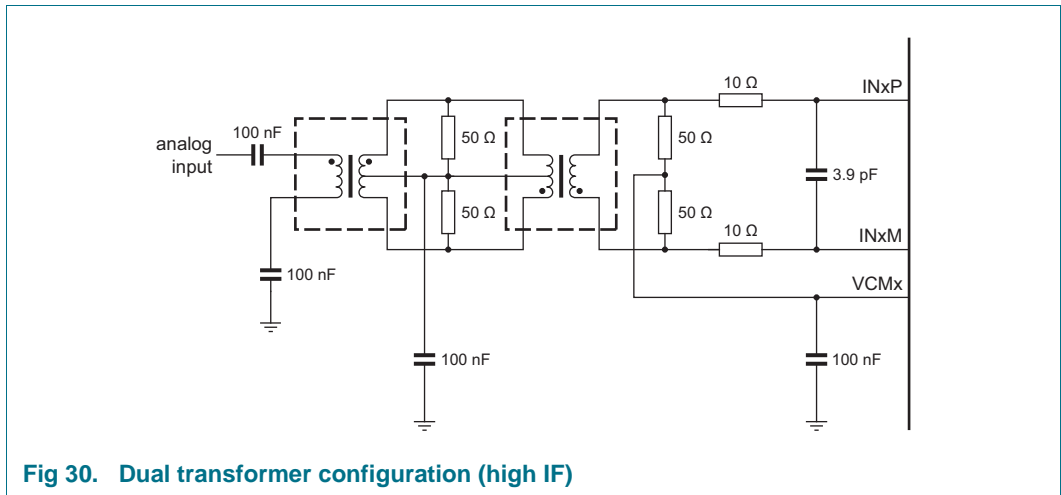 10 Ω
INxP
analog
input
100 nF
50 Ω
50 Ω
3.9 pF
50 Ω
50 Ω
10 Ω
INxM
100 nF
VCMx
100 nF
100 nF
Fig 30. Dual transformer configuration (high IF)